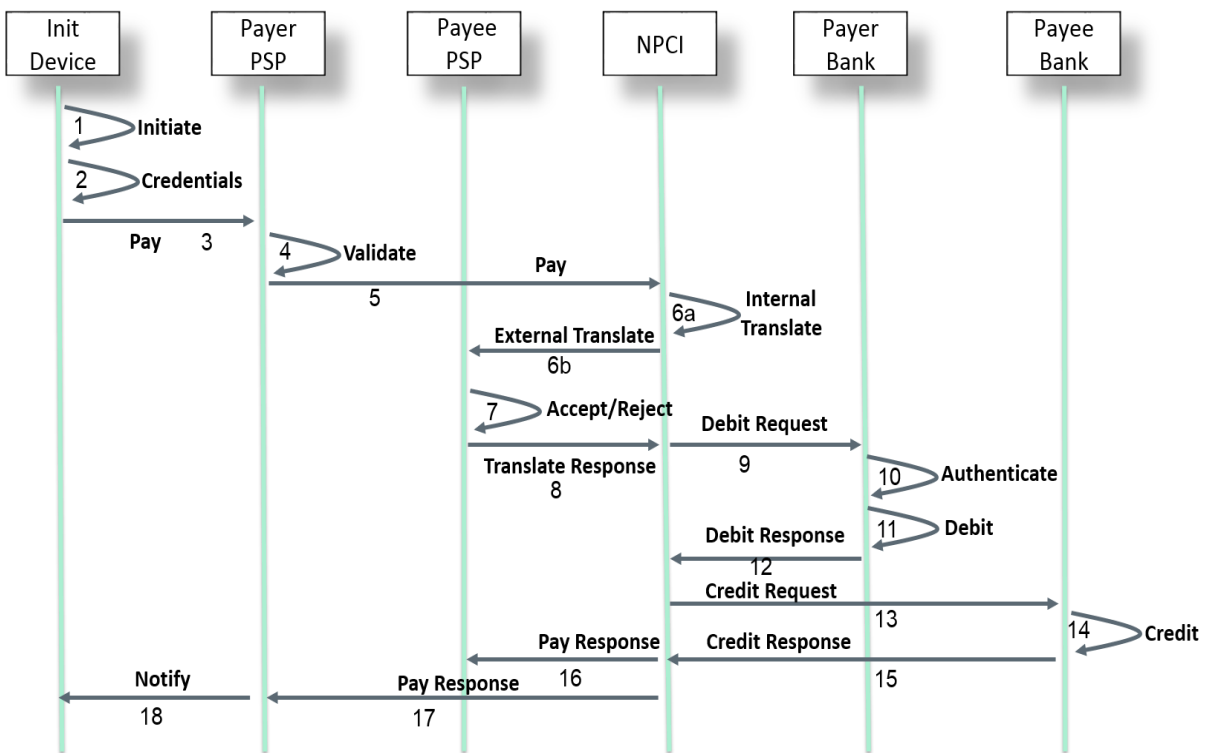 Init
Device
Payer
PSP
Payee
PSP
NPCI
Payer
Bank
Payee
Bank
1
Initiate
2
Credentials
Pay
3
4
Validate
Pay
5
6a
Internal
Translate
External Translate
6b
7
Accept/Reject
Debit Request
9
Translate Response
8
10
Authenticate
11
Debit
Debit Response
12
Credit Request
13
14
Credit
Pay Response
16
Credit Response
15
Notify
18
Pay Response
17